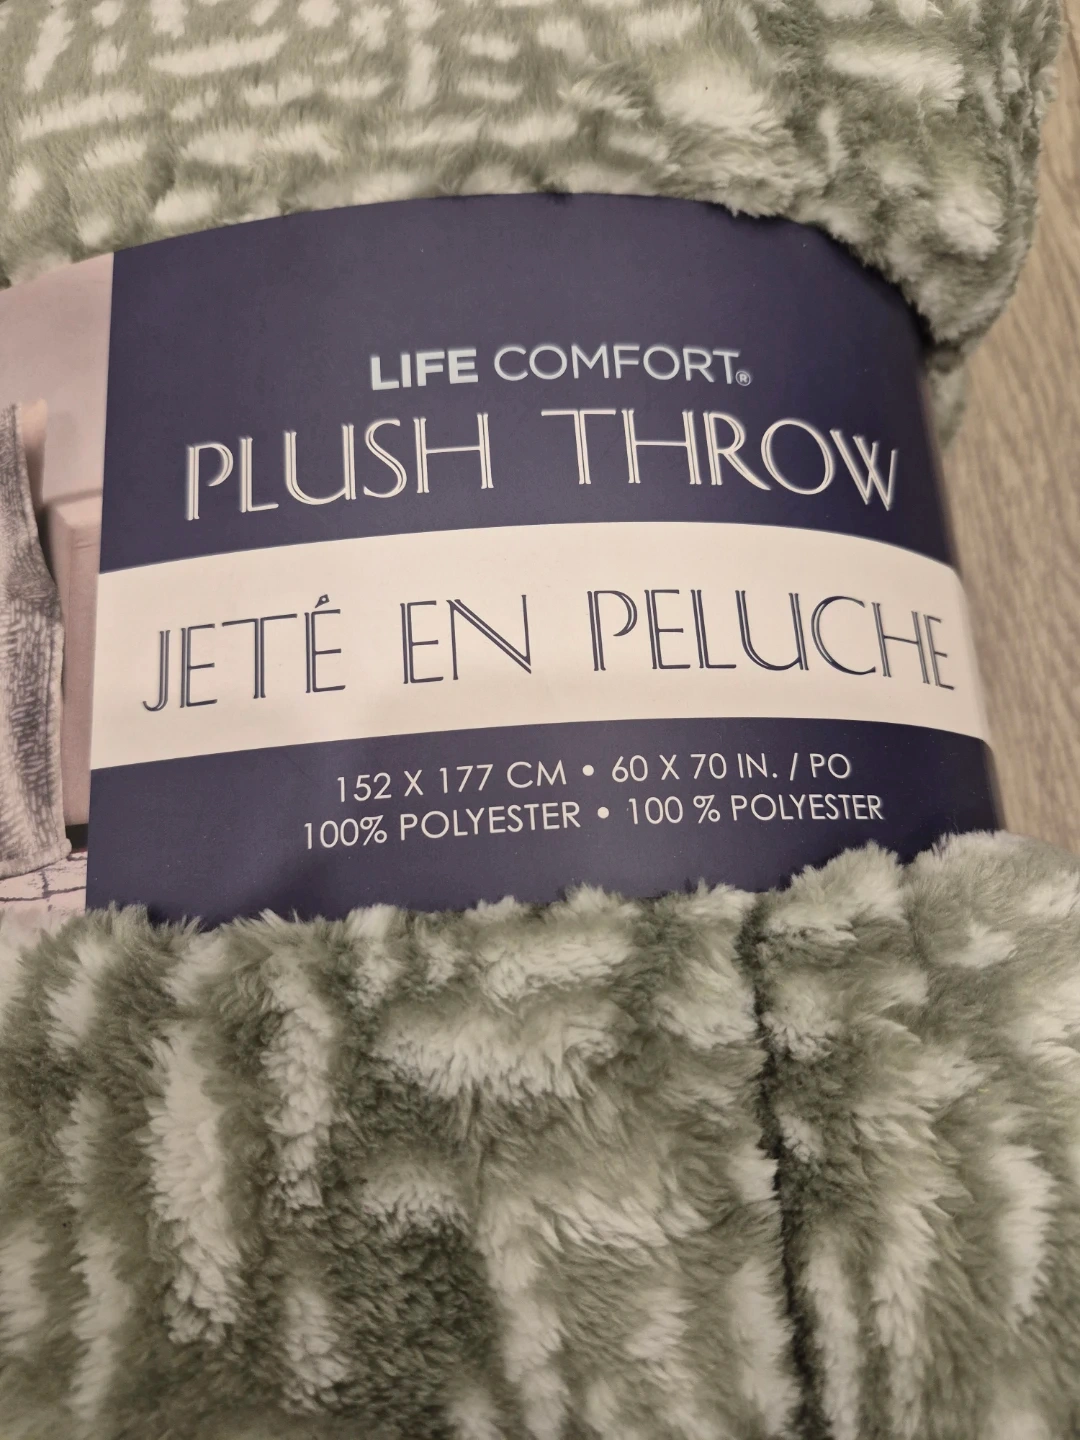 LIFE COMFORT®
PLUSH THROW
JETÉ EN PELUCHE
152 X 177 CM • 60 X 70 IN. / PO
100% POLYESTER • 100 % POLYESTER